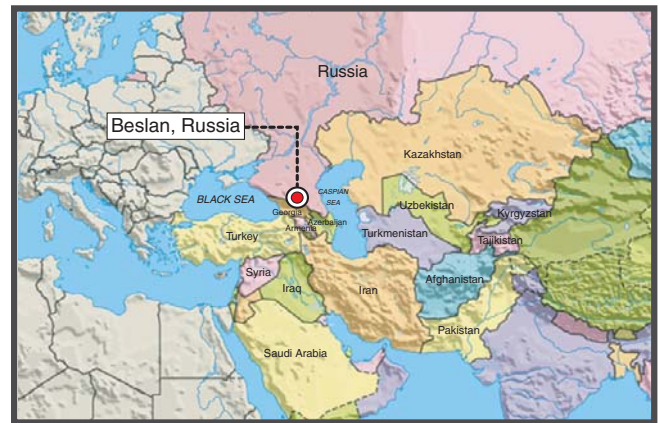 Russia
Beslan, Russia
Kazakhstan
BLACK SEA
CASPIAN
SEA
Georgia
Azerbaijan
Armenia
Uzbekistan
Kyrgyzstan
Turkmenistan
Tajikistan
Turkey
Syria
Iraq
Iran
Afghanistan
Pakistan
Saudi Arabia